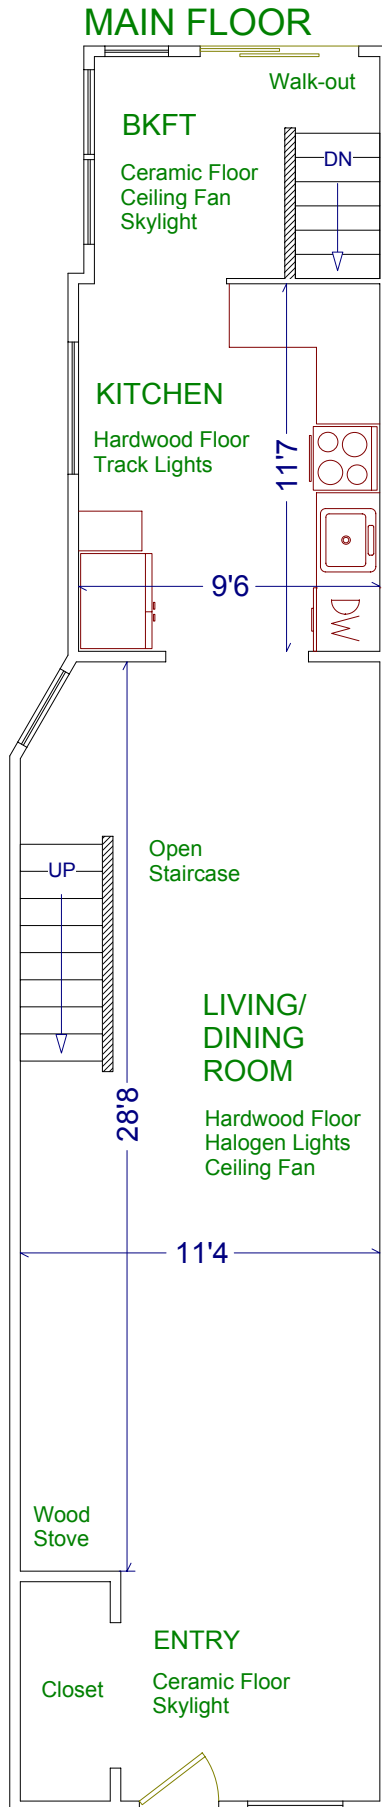 MAIN FLOOR
Walk-out
BKFT
Ceramic Floor
Ceiling Fan
Skylight
DN
KITCHEN
Hardwood Floor
Track Lights
11'7
9'6
DW
Open
Staircase
UP
LIVING/
DINING
ROOM
Hardwood Floor
Halogen Lights
Ceiling Fan
28'8
11'4
Wood
Stove
ENTRY
Ceramic Floor
Skylight
Closet